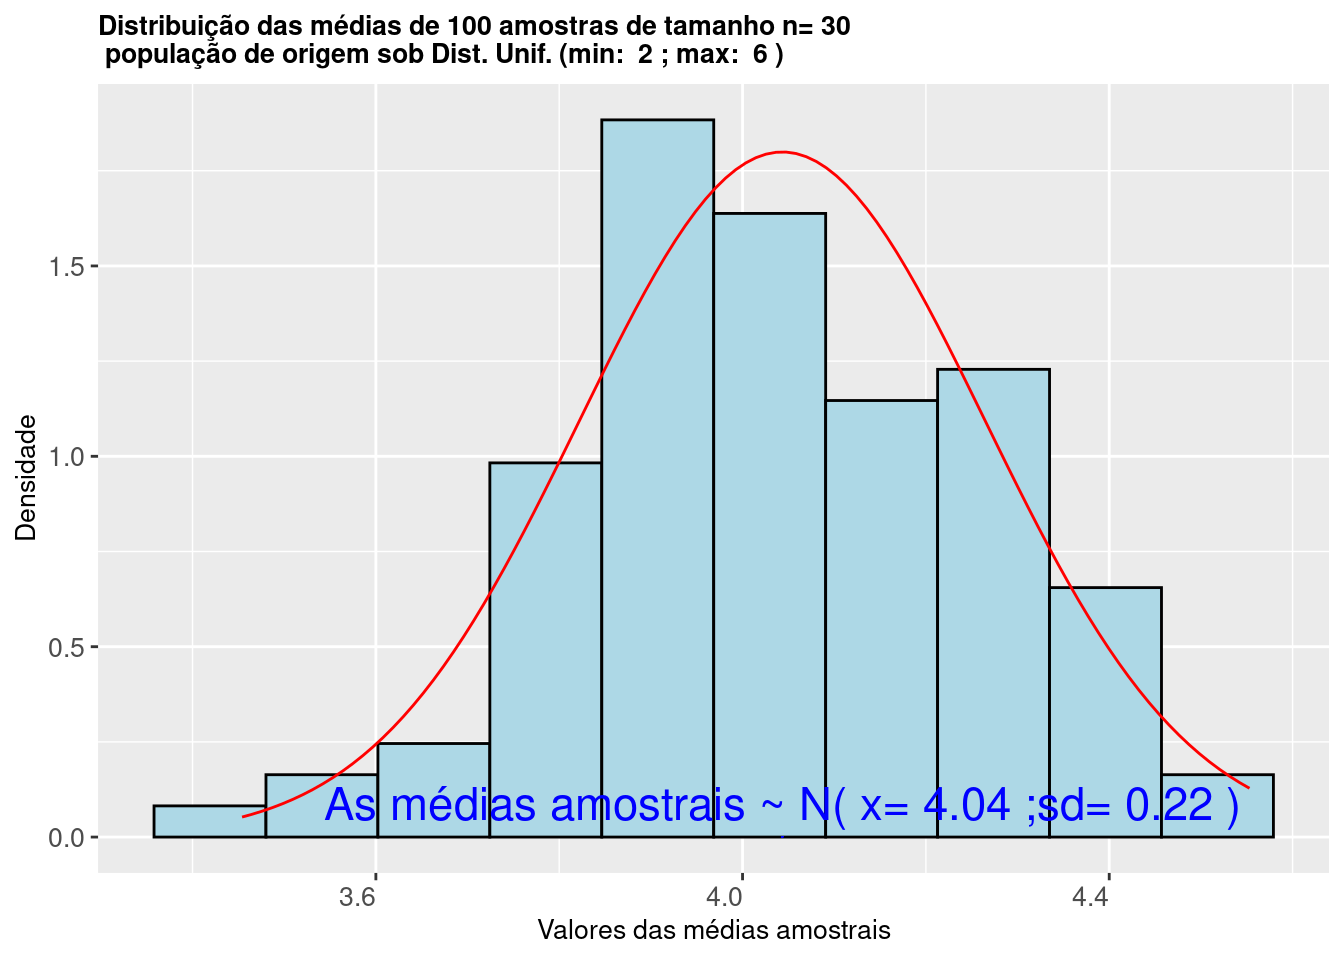 Distribuição das médias de 100 amostras de tamanho n= 30
população de origem sob Dist. Unif. (min:  2 ; max:  6 )
Densidade
1.5
1.0
0.5
0.0
As médias amostrais ~ N( x= 4.04 ;sd= 0.22 )
3.6
4.0
4.4
Valores das médias amostrais